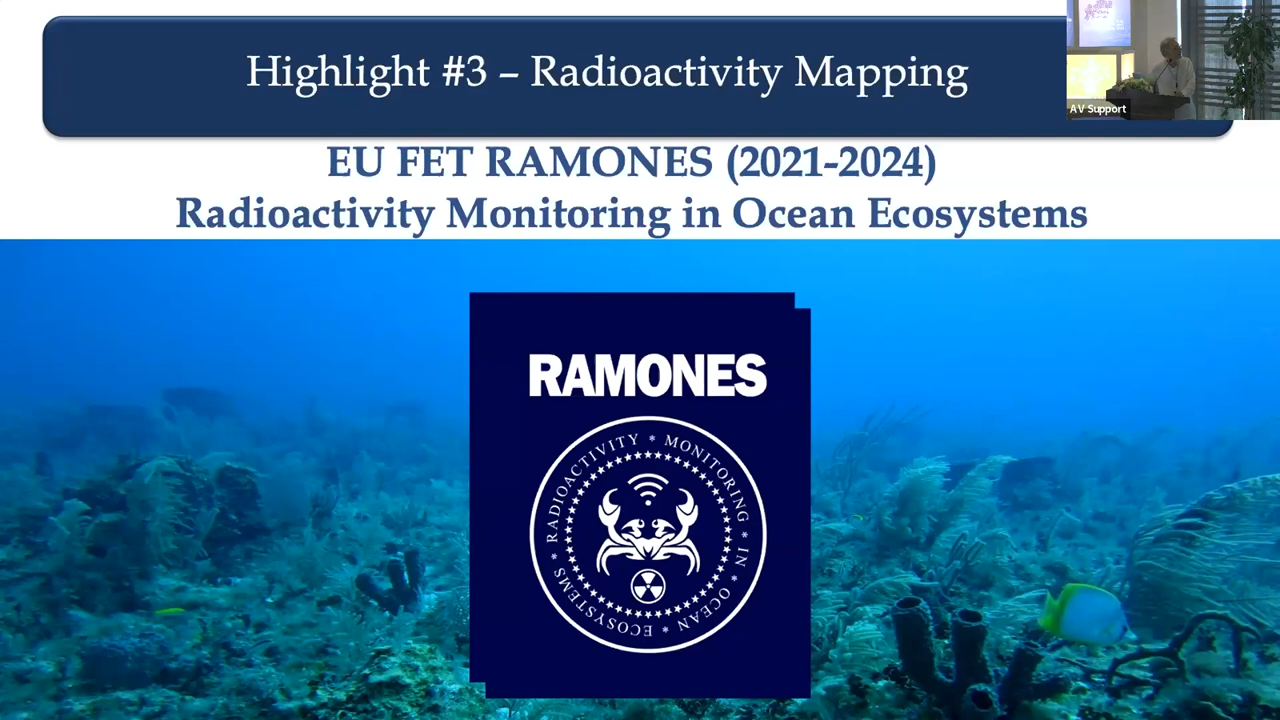 Highlight #3 – Radioactivity Mapping
AV Support
EU FET RAMONES (2021-2024)
Radioactivity Monitoring in Ocean Ecosystems
RAMONES
RADIOACTIVITY * MONITORING * IN * OCEAN * ECOSYSTEMS *